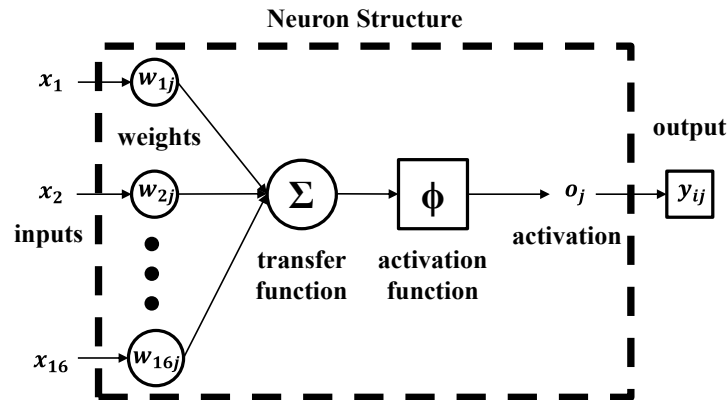 Neuron Structure
x₁
w₁ⱼ
weights
output
x₂
w₂ⱼ
Σ
ϕ
oⱼ
yᵢⱼ
inputs
transfer
function
activation
function
activation
x₁₆
w₁₆ⱼ